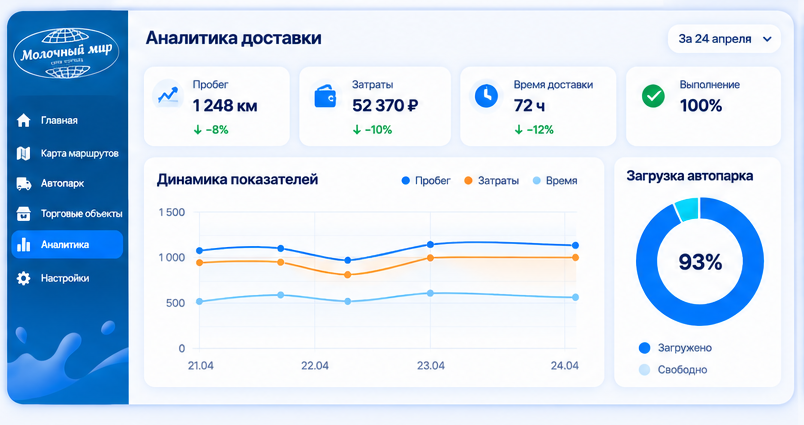 Молочный мир
Главная
Карта маршрутов
Автопарк
Торговые объекты
Аналитика
Настройки
Аналитика доставки
За 24 апреля
Пробег
1 248 км
↓ −8%
Затраты
52 370 ₽
↓ −10%
Время доставки
72 ч
↓ −12%
Выполнение
100%
Динамика показателей
Пробег
Затраты
Время
1 500
1 000
500
0
21.04
22.04
23.04
24.04
Загрузка автопарка
93%
Загружено
Свободно